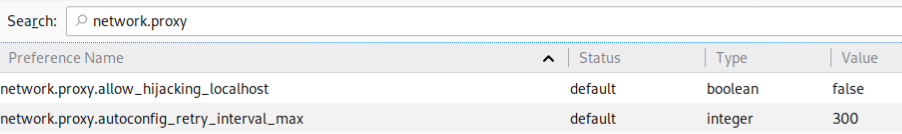 Search: network.proxy
Preference Name Status Type Value
network.proxy.allow_hijacking_localhost default boolean false
network.proxy.autoconfig_retry_interval_max default integer 300